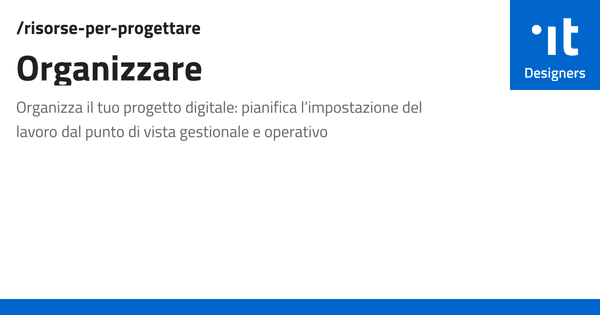 /risorse-per-progettare
Organizzare
Organizza il tuo progetto digitale: pianifica l’impostazione del
lavoro dal punto di vista gestionale e operativo
it
Designers